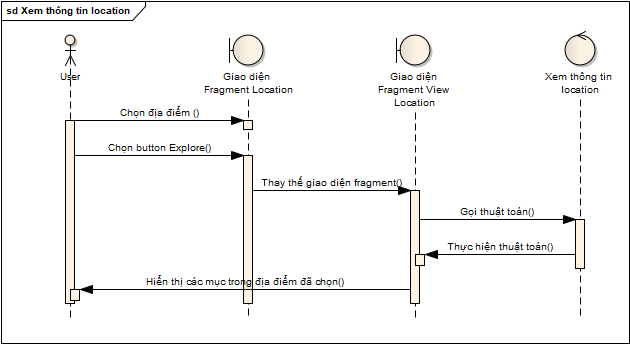 sd Xem thông tin location
User
Giao diện
Fragment Location
Giao diện
Fragment View
Location
Xem thông tin
location
Chọn địa điểm ()
Chọn button Explore()
Thay thế giao diện fragment()
Gọi thuật toán()
Thực hiện thuật toán()
Hiển thị các mục trong địa điểm đã chọn()